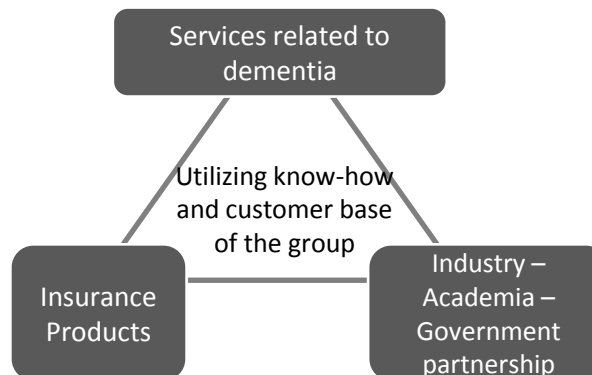 Services related to
dementia
Utilizing know-how
and customer base
of the group
Insurance
Products
Industry –
Academia –
Government
partnership